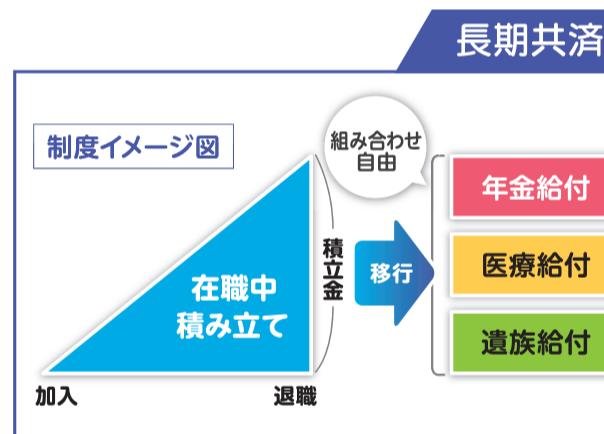 長期共済
制度イメージ図
組み合わせ
自由
年金給付
医療給付
遺族給付
積立金
移行
在職中
積み立て
加入
退職